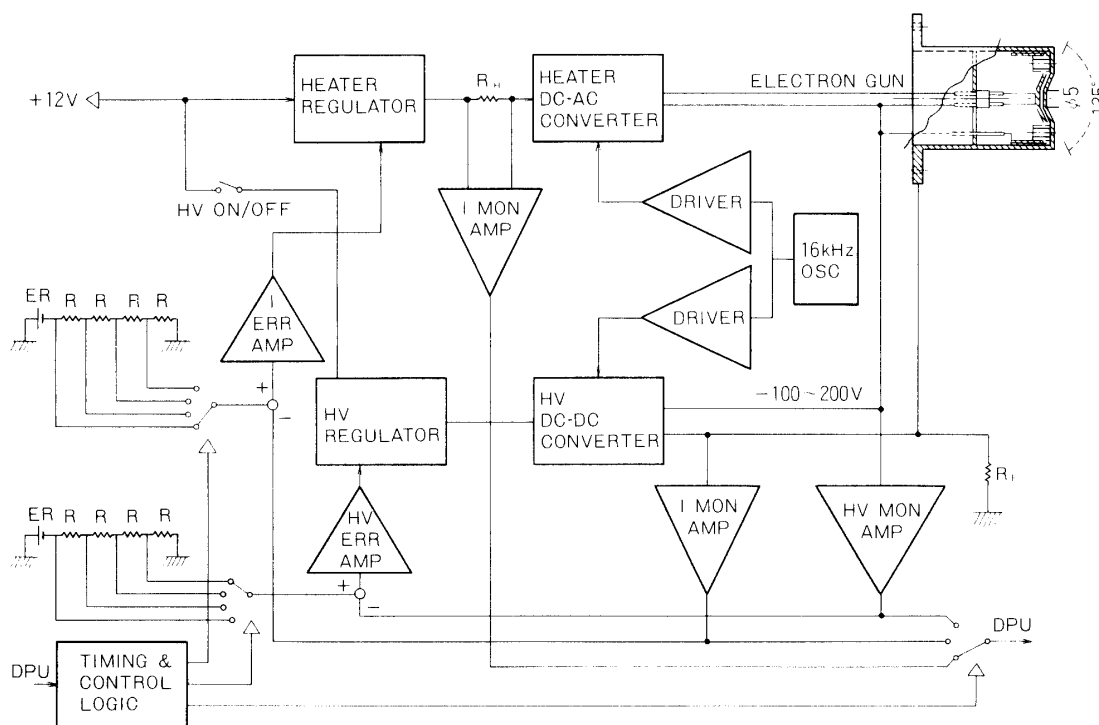 +12V
HEATER
REGULATOR
R_H
HEATER
DC-AC
CONVERTER
ELECTRON GUN
φ5
135°
HV ON/OFF
I MON
AMP
DRIVER
16kHz
OSC
DRIVER
ER R R R R
I
ERR
AMP
+
−
HV
REGULATOR
HV
DC-DC
CONVERTER
−100~200V
ER R R R R
HV
ERR
AMP
+
−
I MON
AMP
HV MON
AMP
DPU
DPU
TIMING &
CONTROL
LOGIC